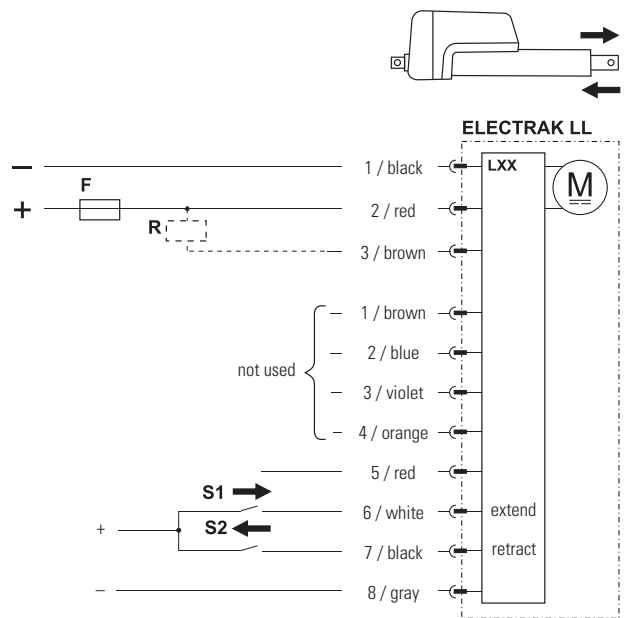 ELECTRAK LL
− 1 / black LXX
F
+ 2 / red M
R
3 / brown
1 / brown
2 / blue
not used
3 / violet
4 / orange
5 / red
S1
6 / white extend
+ S2
7 / black retract
− 8 / gray